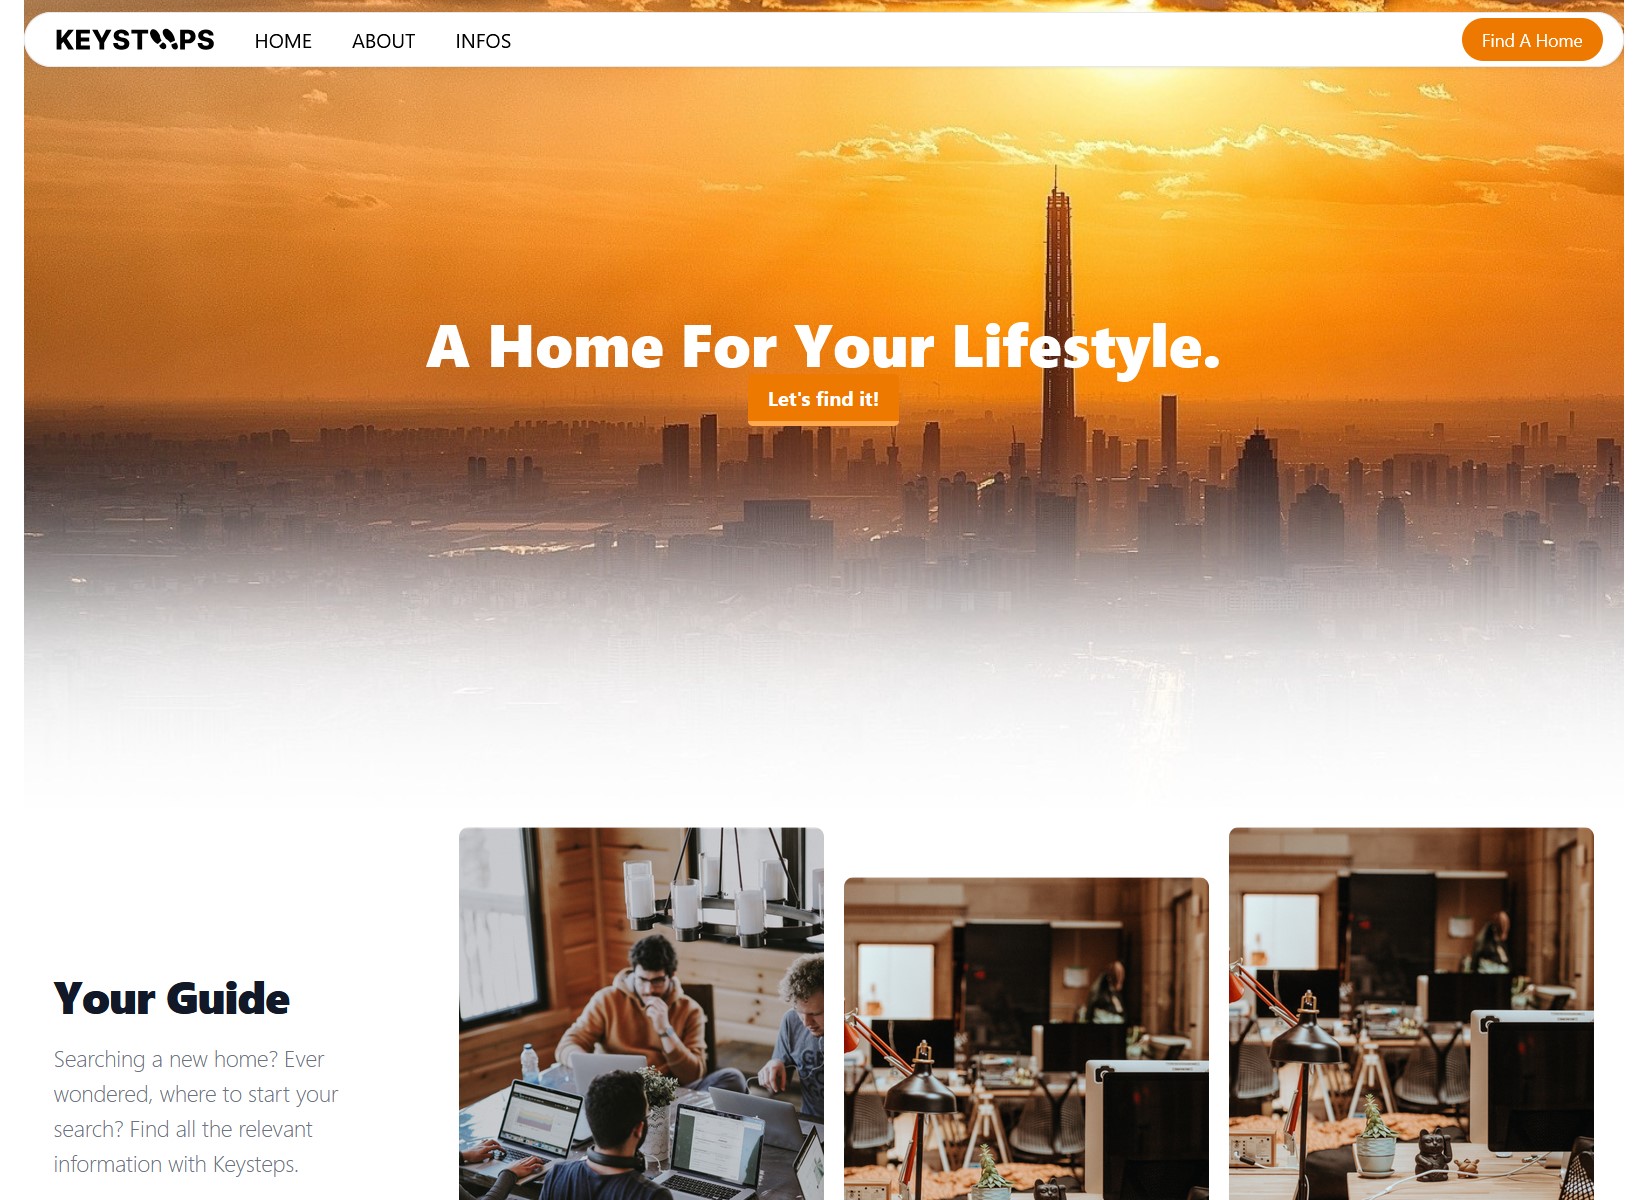 KEYSTEPS
HOME
ABOUT
INFOS
Find A Home
A Home For Your Lifestyle.
Let's find it!
Your Guide
Searching a new home? Ever
wondered, where to start your
search? Find all the relevant
information with Keysteps.